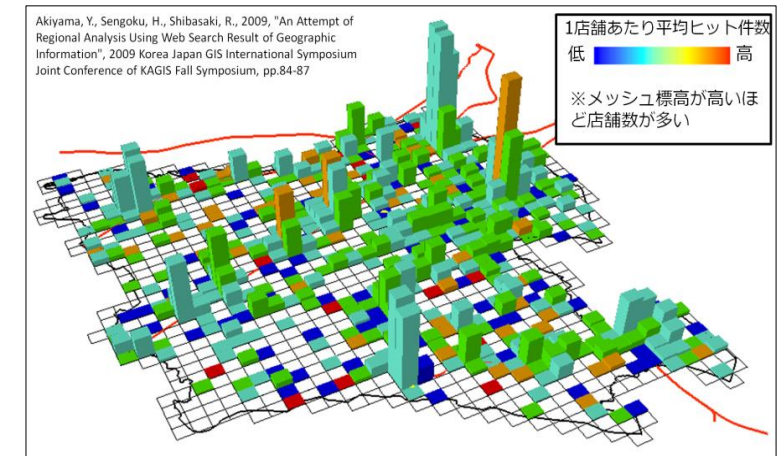 Akiyama, Y., Sengoku, H., Shibasaki, R., 2009, "An Attempt of
Regional Analysis Using Web Search Result of Geographic
Information", 2009 Korea Japan GIS International Symposium
Joint Conference of KAGIS Fall Symposium, pp.84-87
1店舗あたり平均ヒット件数
低 高
※メッシュ標高が高いほ
ど店舗数が多い